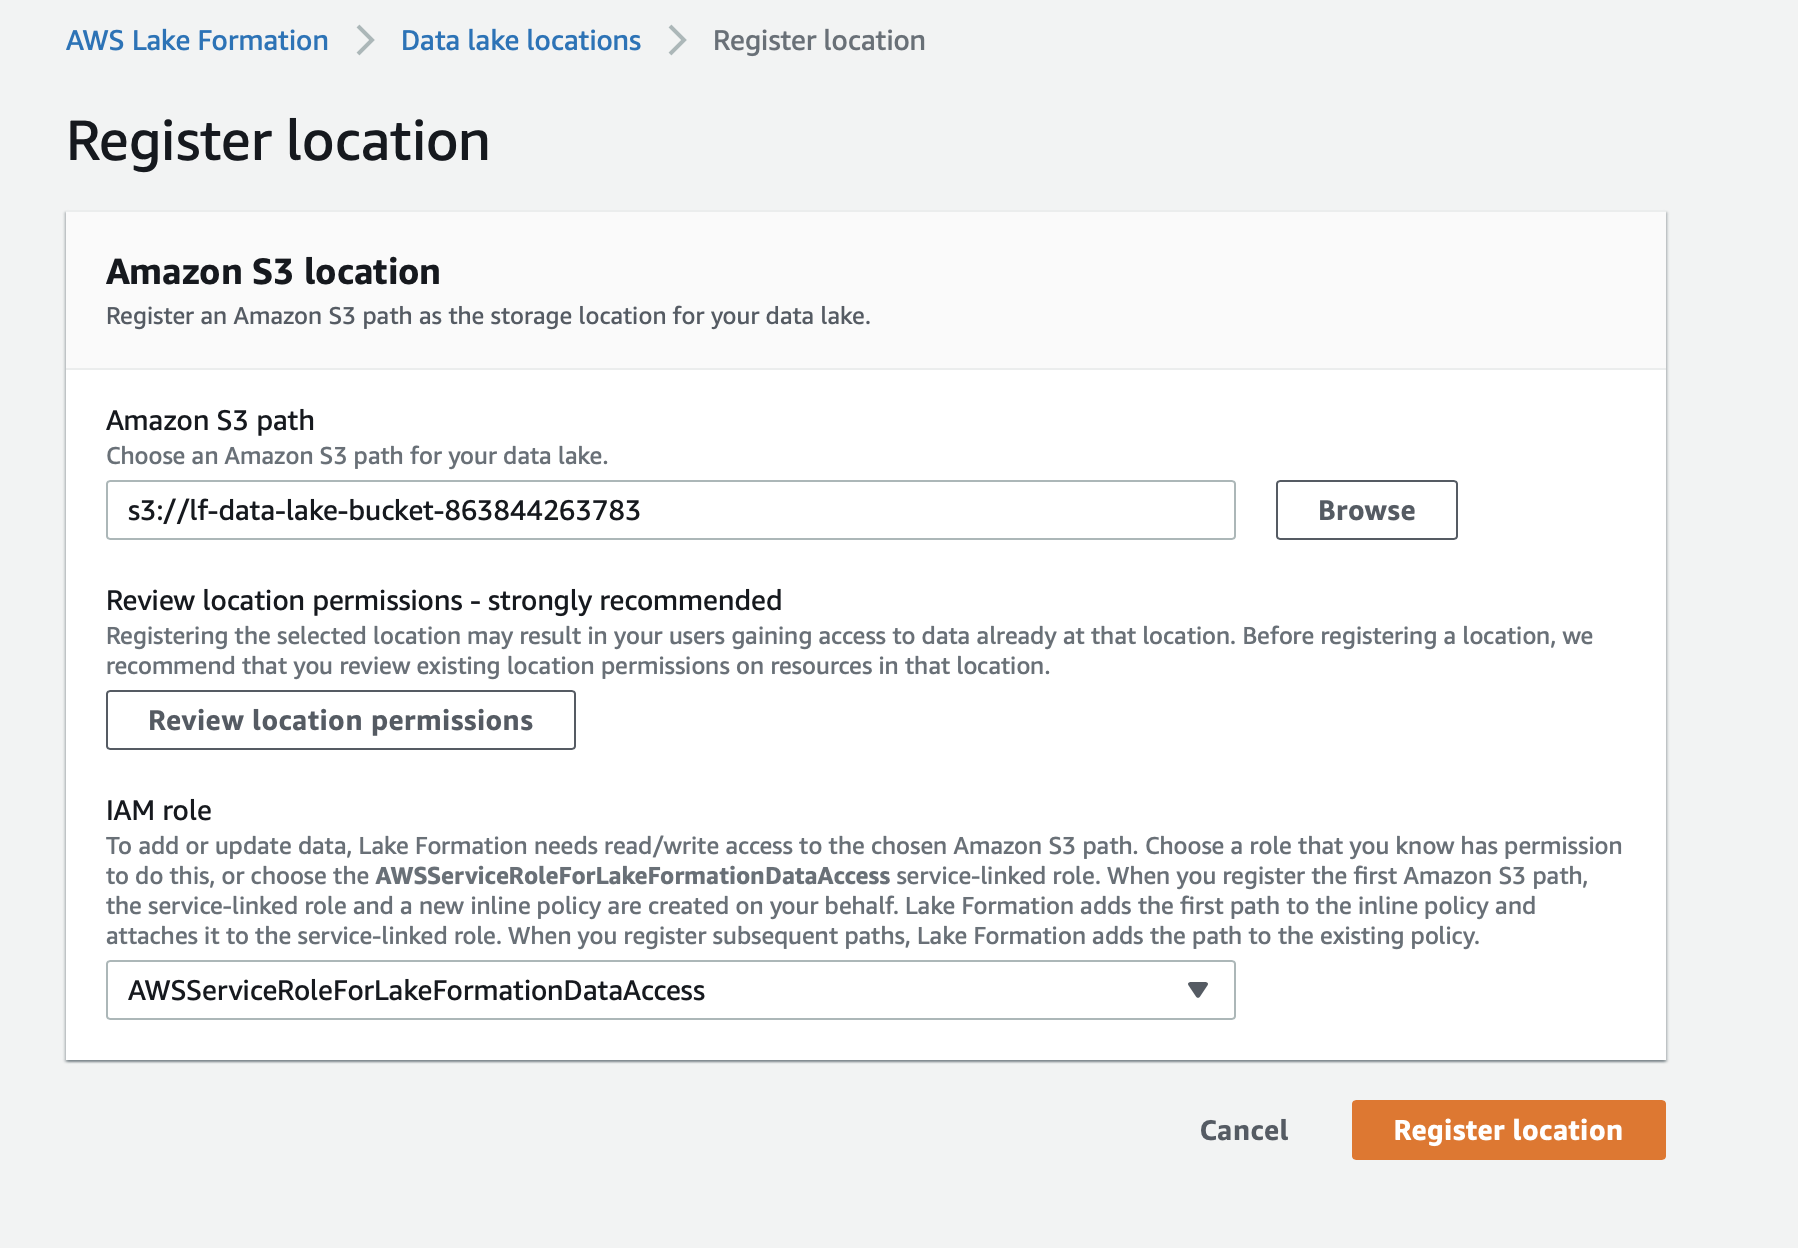 AWS Lake Formation > Data lake locations > Register location
Register location
Amazon S3 location
Register an Amazon S3 path as the storage location for your data lake.
Amazon S3 path
Choose an Amazon S3 path for your data lake.
s3://lf-data-lake-bucket-863844263783
Browse
Review location permissions - strongly recommended
Registering the selected location may result in your users gaining access to data already at that location. Before registering a location, we
recommend that you review existing location permissions on resources in that location.
Review location permissions
IAM role
To add or update data, Lake Formation needs read/write access to the chosen Amazon S3 path. Choose a role that you know has permission
to do this, or choose the AWSServiceRoleForLakeFormationDataAccess service-linked role. When you register the first Amazon S3 path,
the service-linked role and a new inline policy are created on your behalf. Lake Formation adds the first path to the inline policy and
attaches it to the service-linked role. When you register subsequent paths, Lake Formation adds the path to the existing policy.
AWSServiceRoleForLakeFormationDataAccess
Cancel
Register location